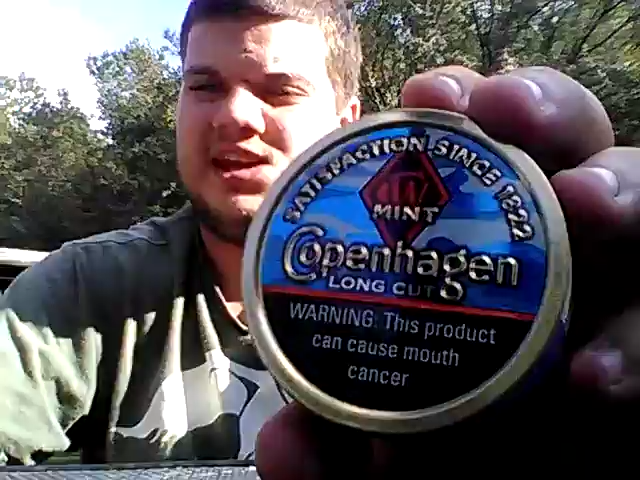 SATISFACTION SINCE 1822
MINT
Copenhagen
LONG CUT
WARNING: This product
can cause mouth
cancer